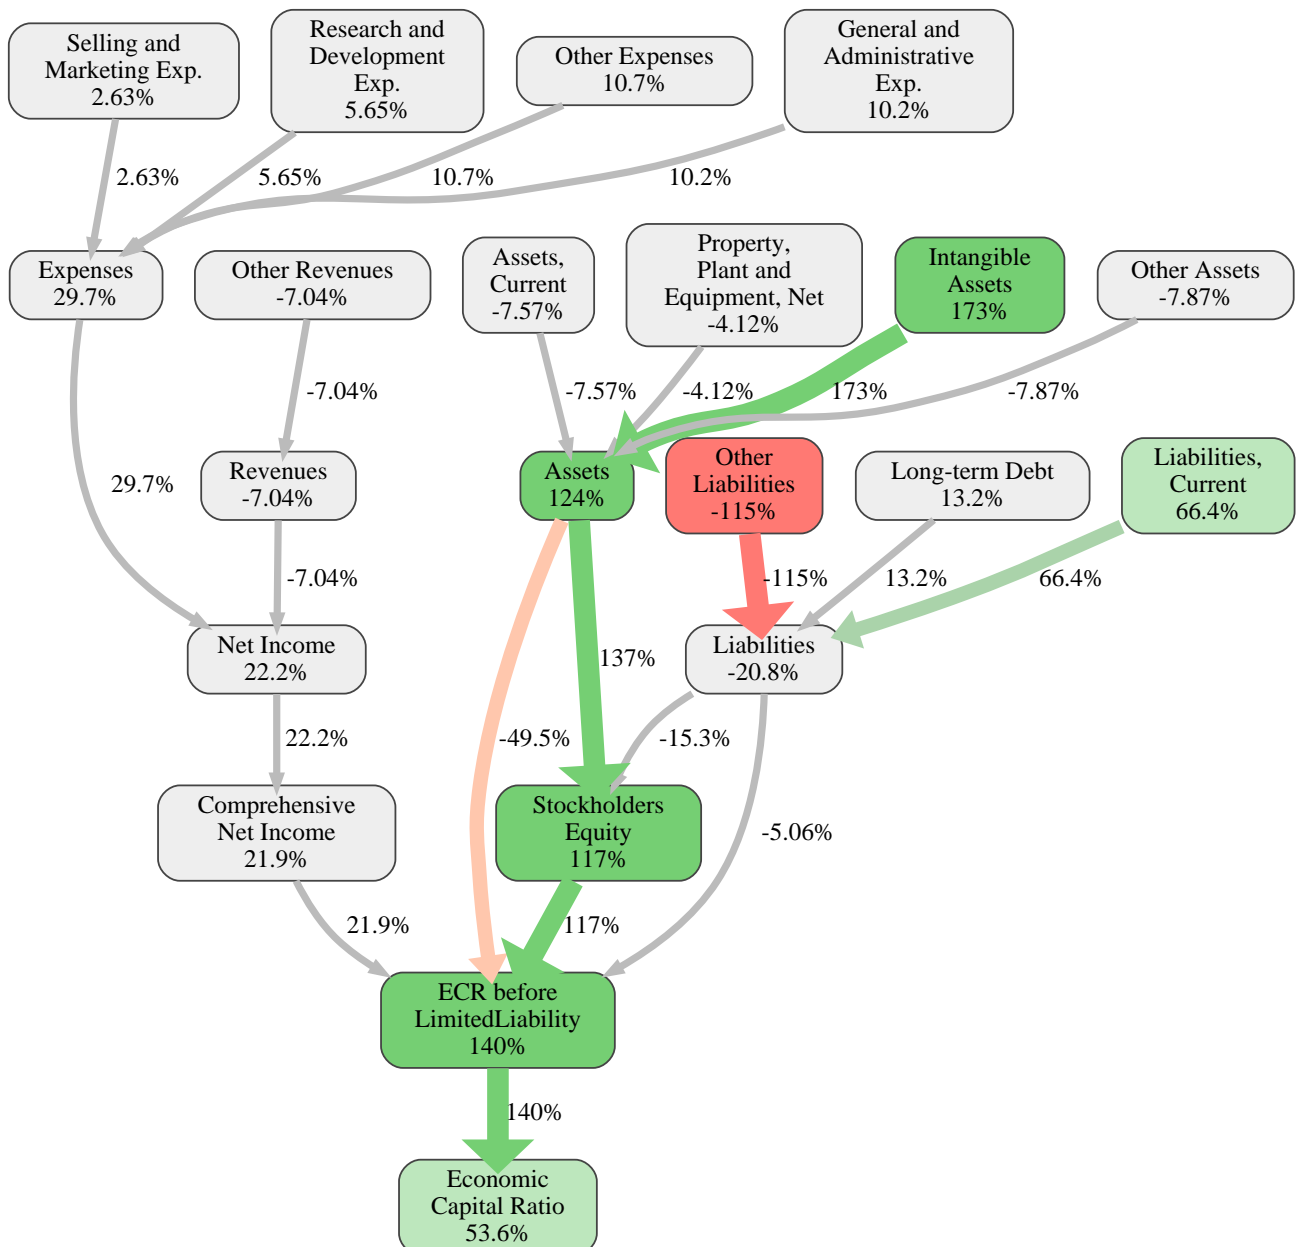 Selling and
Marketing Exp.
2.63%
Research and
Development
Exp.
5.65%
Other Expenses
10.7%
General and
Administrative
Exp.
10.2%
2.63%
5.65%
10.7%
10.2%
Expenses
29.7%
Other Revenues
-7.04%
Assets,
Current
-7.57%
Property,
Plant and
Equipment, Net
-4.12%
Intangible
Assets
173%
Other Assets
-7.87%
-7.04%
-7.57%
-4.12%
173%
-7.87%
29.7%
Revenues
-7.04%
Assets
124%
Other
Liabilities
-115%
Long-term Debt
13.2%
Liabilities,
Current
66.4%
-7.04%
-115%
13.2%
66.4%
Net Income
22.2%
137%
Liabilities
-20.8%
22.2%
-49.5%
-15.3%
Comprehensive
Net Income
21.9%
Stockholders
Equity
117%
-5.06%
21.9%
117%
ECR before
LimitedLiability
140%
140%
Economic
Capital Ratio
53.6%